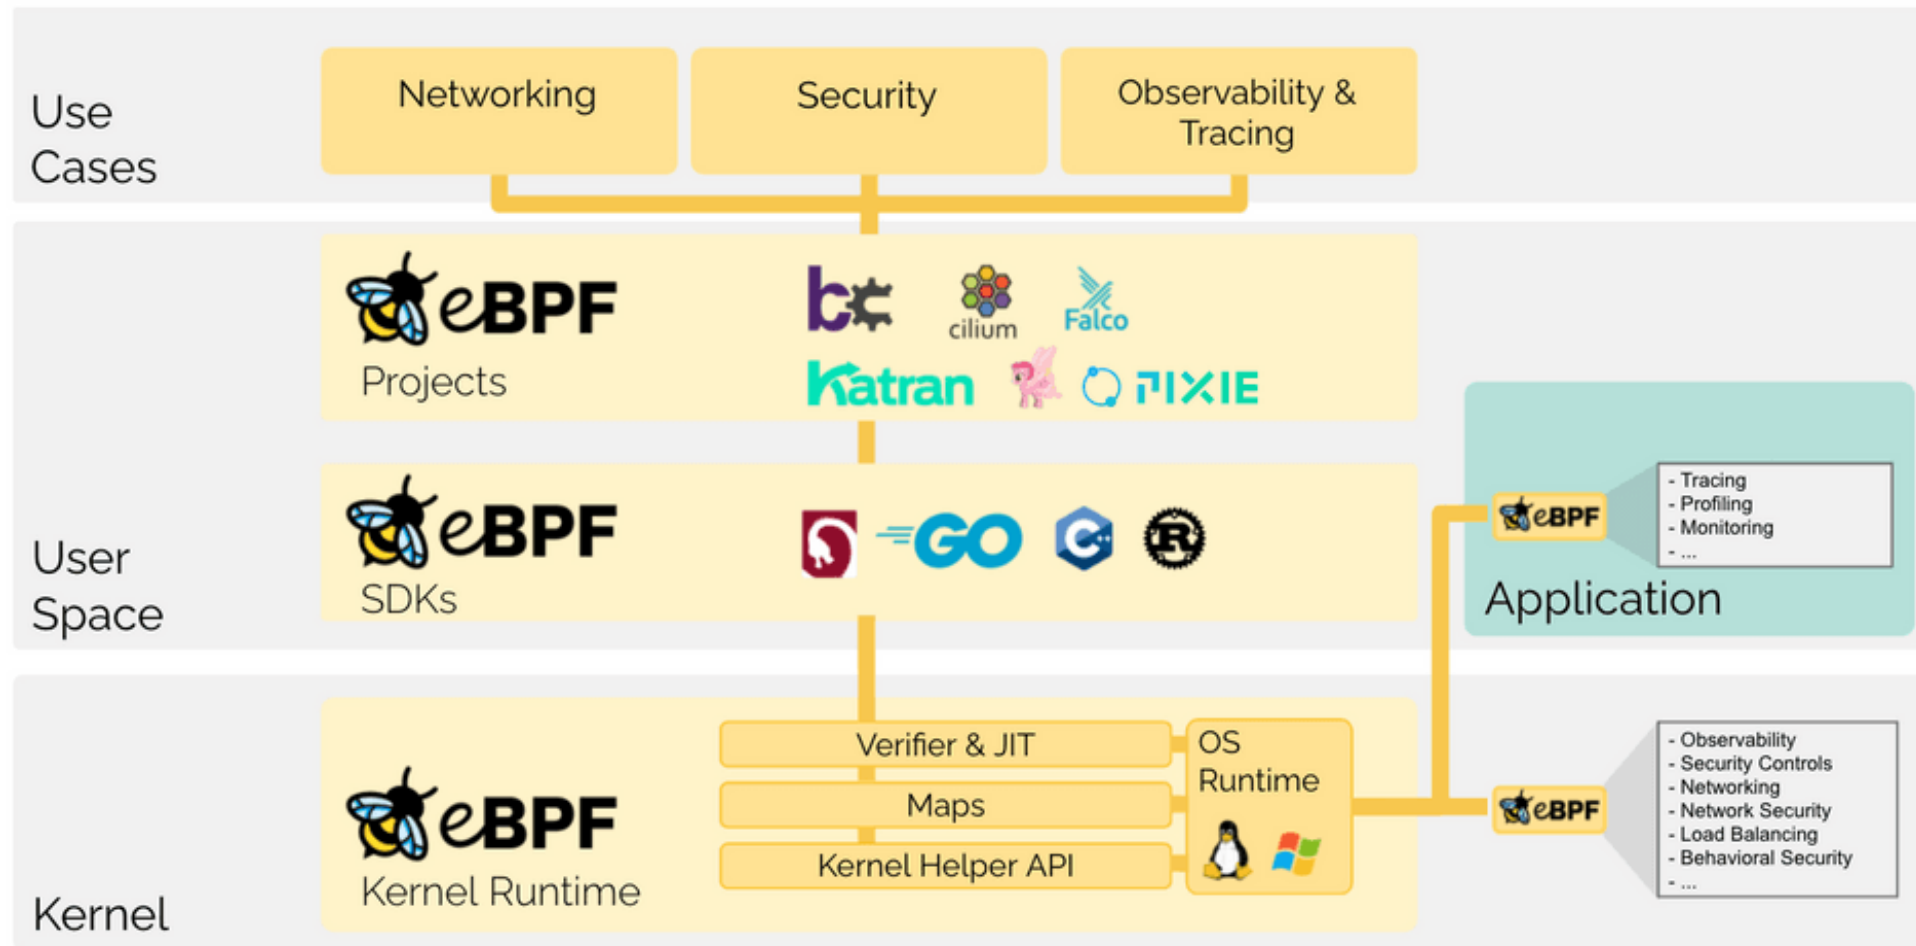 Use
Cases
Networking
Security
Observability &
Tracing
User
Space
eBPF
Projects
bc
cilium
Falco
Katran
PIXIE
eBPF
SDKs
GO
C++
R
Application
eBPF
- Tracing
- Profiling
- Monitoring
- ...
Kernel
eBPF
Kernel Runtime
Verifier & JIT
Maps
Kernel Helper API
OS
Runtime
eBPF
- Observability
- Security Controls
- Networking
- Network Security
- Load Balancing
- Behavioral Security
- ...